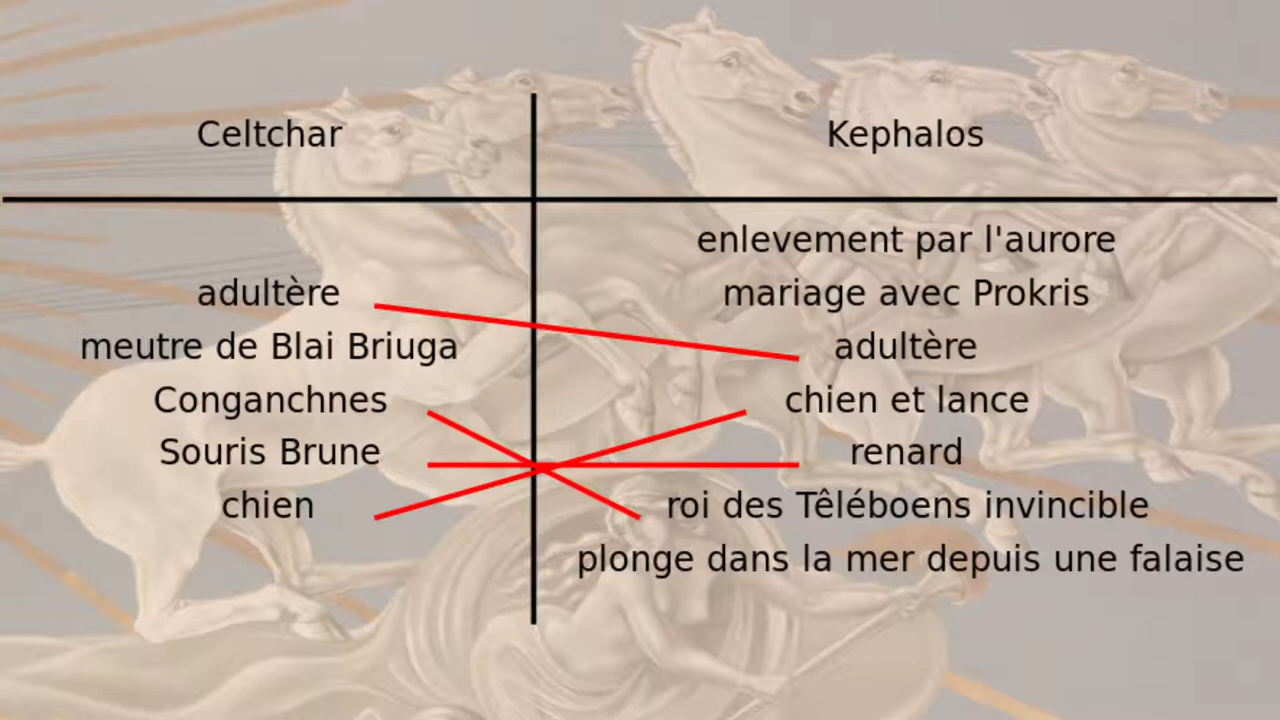 Celtchar
Kephalos
enlevement par l'aurore
adultère
mariage avec Prokris
meutre de Blai Briuga
adultère
Conganchnes
chien et lance
Souris Brune
renard
chien
roi des Têléboens invincible
plonge dans la mer depuis une falaise